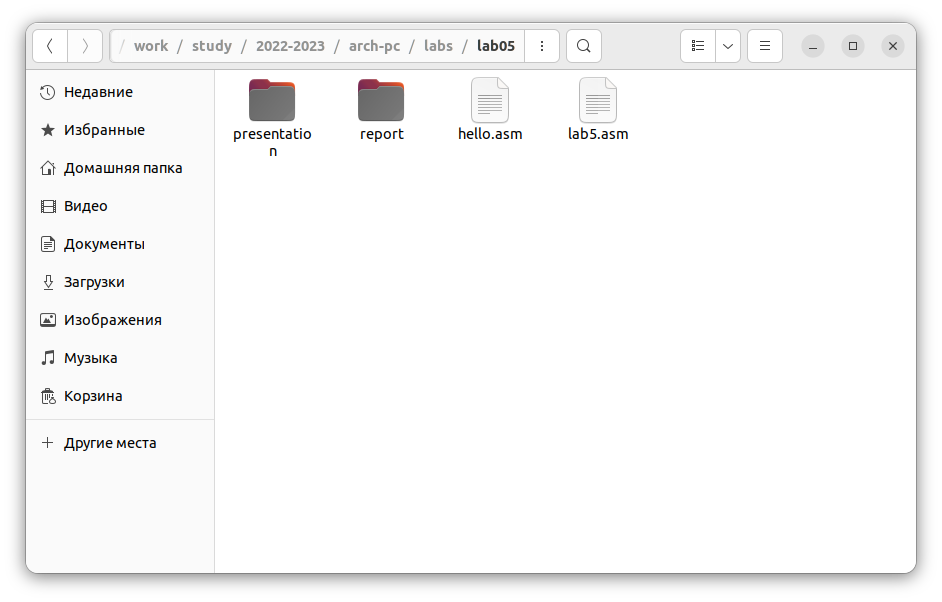 / work / study / 2022-2023 / arch-pc / labs / lab05
Недавние
Избранные
Домашняя папка
Видео
Документы
Загрузки
Изображения
Музыка
Корзина
Другие места
presentatio
n
report
hello.asm
lab5.asm